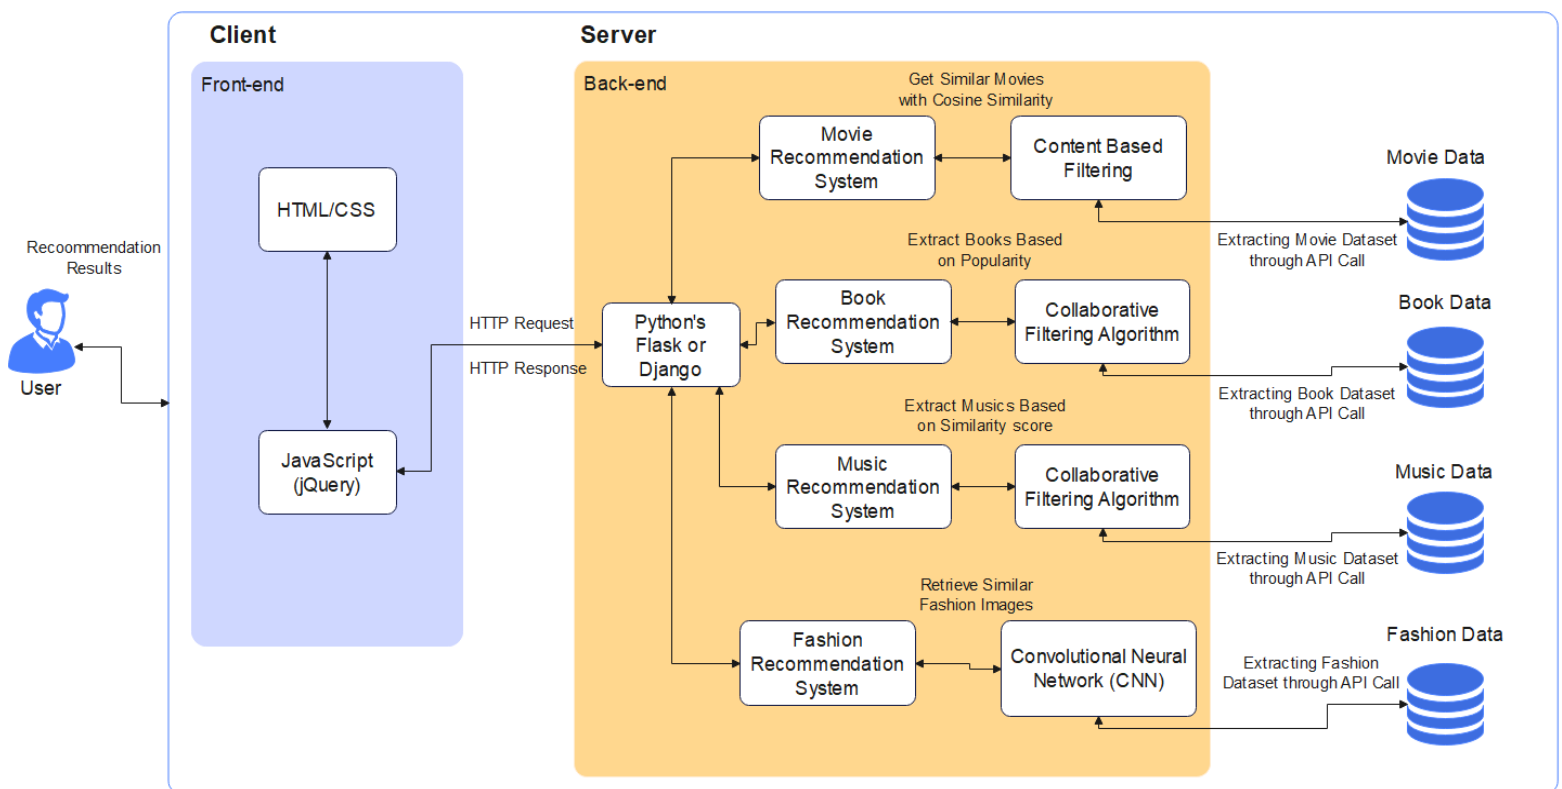 Client
Server
Front-end
Back-end
HTML/CSS
JavaScript
(jQuery)
Recoommendation
Results
User
HTTP Request
HTTP Response
Python's
Flask or
Django
Get Similar Movies
with Cosine Similarity
Movie
Recommendation
System
Content Based
Filtering
Movie Data
Extracting Movie Dataset
through API Call
Extract Books Based
on Popularity
Book
Recommendation
System
Collaborative
Filtering Algorithm
Book Data
Extracting Book Dataset
through API Call
Extract Musics Based
on Similarity score
Music
Recommendation
System
Collaborative
Filtering Algorithm
Music Data
Extracting Music Dataset
through API Call
Retrieve Similar
Fashion Images
Fashion
Recommendation
System
Convolutional Neural
Network (CNN)
Fashion Data
Extracting Fashion
Dataset through API Call